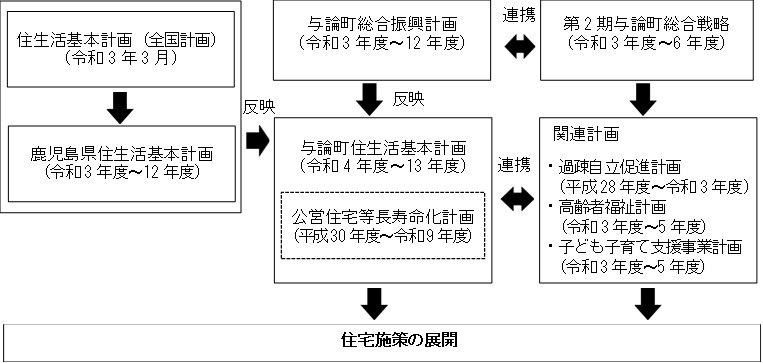 住生活基本計画（全国計画）
（令和３年３月）
鹿児島県住生活基本計画
（令和３年度～12年度）
反映
与論町総合振興計画
（令和３年度～12年度）
連携
第２期与論町総合戦略
（令和３年度～６年度）
反映
与論町住生活基本計画
（令和４年度～13年度）
公営住宅等長寿命化計画
（平成30年度～令和９年度）
連携
関連計画
・過疎自立促進計画
（平成28年度～令和３年度）
・高齢者福祉計画
（令和３年度～５年度）
・子ども子育て支援事業計画
（令和３年度～５年度）
住宅施策の展開